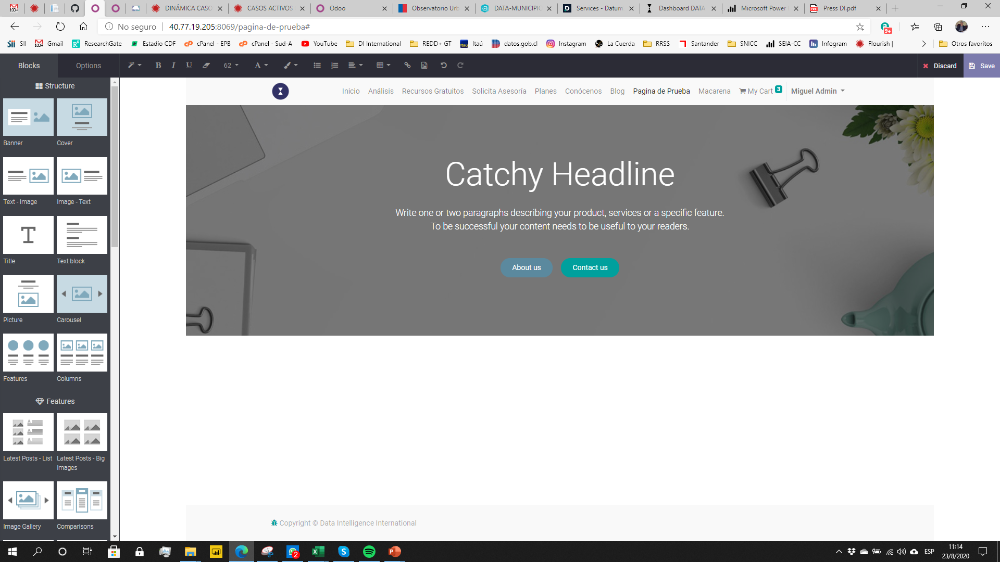 DINÁMICA CASO
CASOS ACTIVOS
Odoo
Observatorio Urb
DATA-MUNICIPIO
Services - Datum
Dashboard DATA
Microsoft Power
Press DI.pdf
No seguro
40.77.19.205:8069/pagina-de-prueba#
9+
SII
Gmail
ResearchGate
Estadio CDF
cPanel - EPB
cPanel - Sud-A
YouTube
DI International
REDD+ GT
Itaú
datos.gob.cl
Instagram
La Cuerda
RRSS
Santander
SNICC
SEIA-CC
Infogram
Flourish |
Otros favoritos
Blocks
Options
B
I
U
62
A
Discard
Save
Structure
Banner
Cover
Text - Image
Image - Text
Title
Text block
Picture
Carousel
Features
Columns
Features
Latest Posts - List
Latest Posts - Big
Images
Image Gallery
Comparisons
Inicio
Análisis
Recursos Gratuitos
Solicita Asesoría
Planes
Conócenos
Blog
Pagina de Prueba
Macarena
My Cart 3
Miguel Admin
Catchy Headline
Write one or two paragraphs describing your product, services or a specific feature.
To be successful your content needs to be useful to your readers.
About us
Contact us
Copyright © Data Intelligence International
2
ESP
11:14
23/8/2020